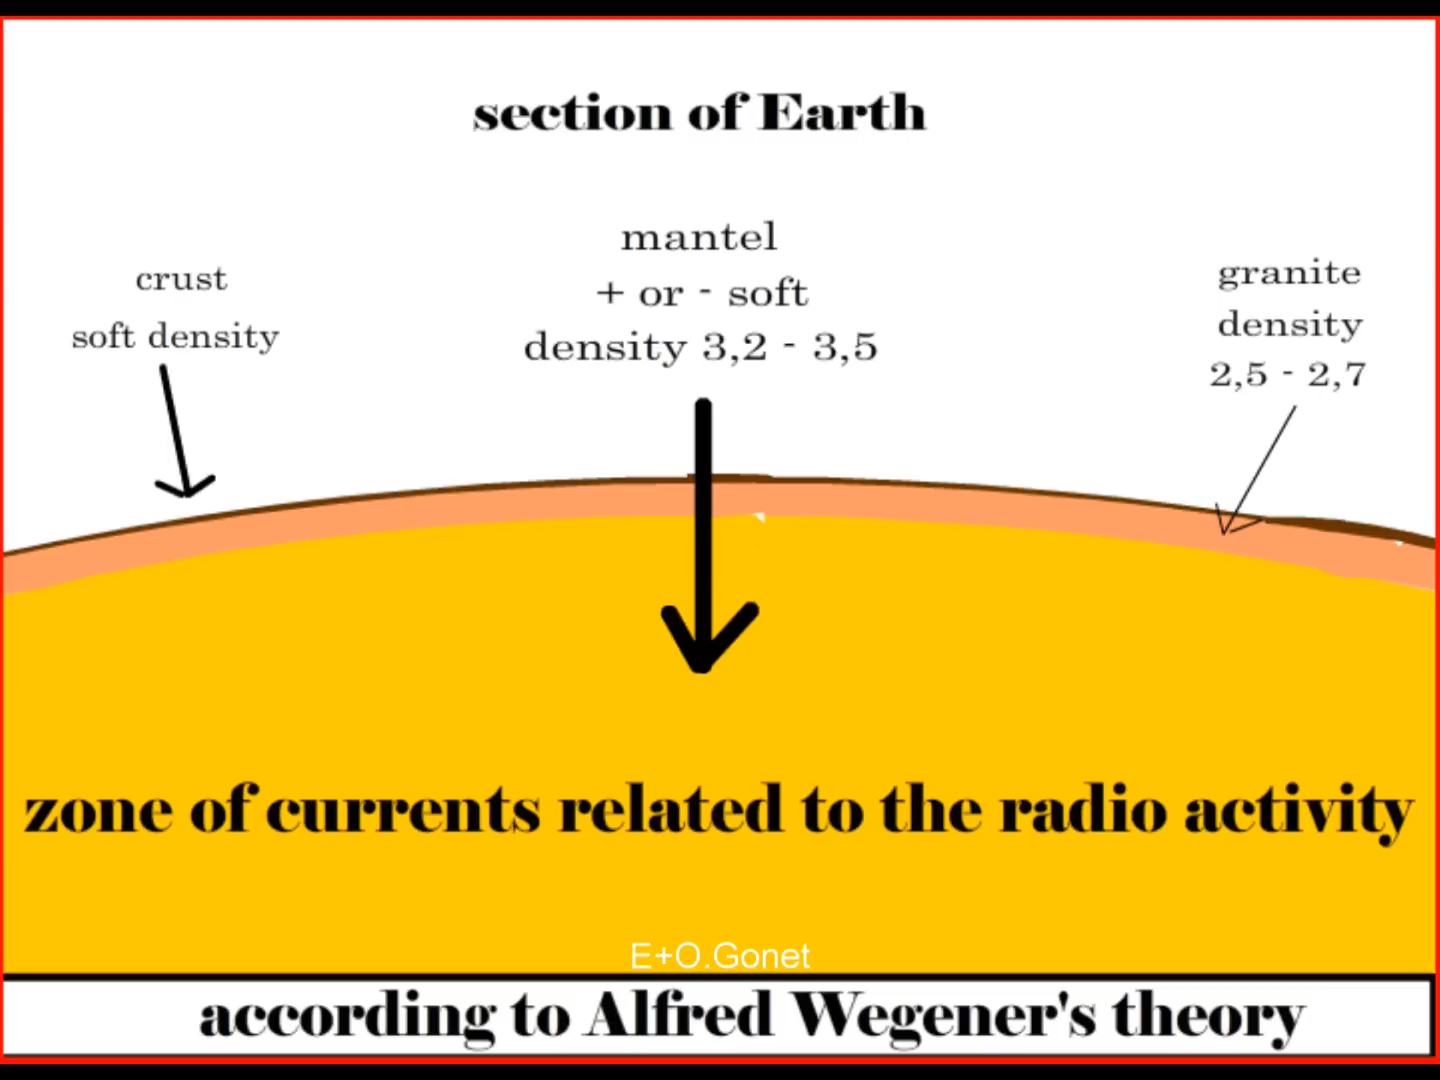 section of Earth
crust
soft density
mantel
+ or - soft
density 3,2 - 3,5
granite
density
2,5 - 2,7
zone of currents related to the radio activity
E+O.Gonet
according to Alfred Wegener's theory